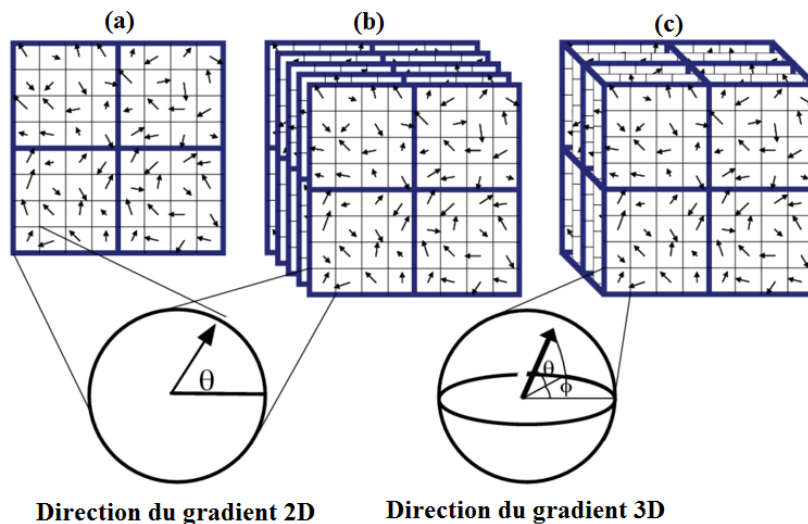 (a) (b) (c)
θ
θ
ϕ
Direction du gradient 2D Direction du gradient 3D